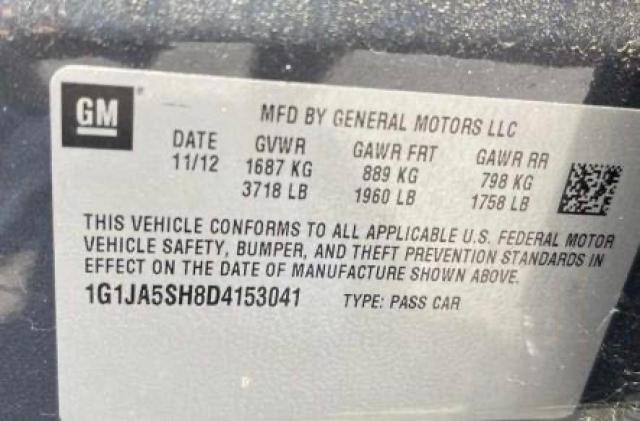 GM ®
MFD BY GENERAL MOTORS LLC
DATE GVWR GAWR FRT GAWR RR
11/12 1687 KG 889 KG 798 KG
3718 LB 1960 LB 1758 LB
THIS VEHICLE CONFORMS TO ALL APPLICABLE U.S. FEDERAL MOTOR
VEHICLE SAFETY, BUMPER, AND THEFT PREVENTION STANDARDS IN
EFFECT ON THE DATE OF MANUFACTURE SHOWN ABOVE.
1G1JA5SH8D4153041 TYPE: PASS CAR